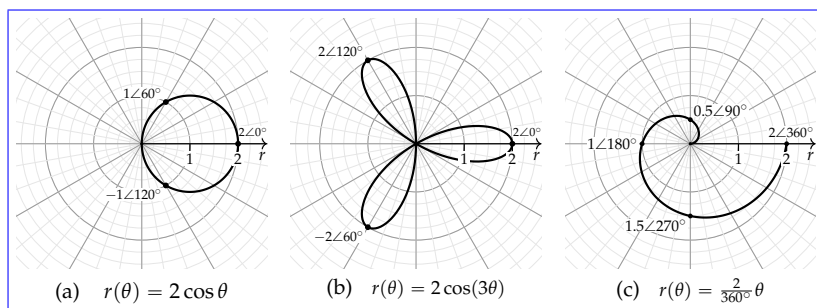 1∠60°
2∠0°
1
2
r
−1∠120°
(a) r(θ) = 2 cos θ
2∠120°
2∠0°
1
2
r
−2∠60°
(b) r(θ) = 2 cos(3θ)
0.5∠90°
1∠180°
2∠360°
1
2
r
1.5∠270°
(c) r(θ) = 2/360° θ